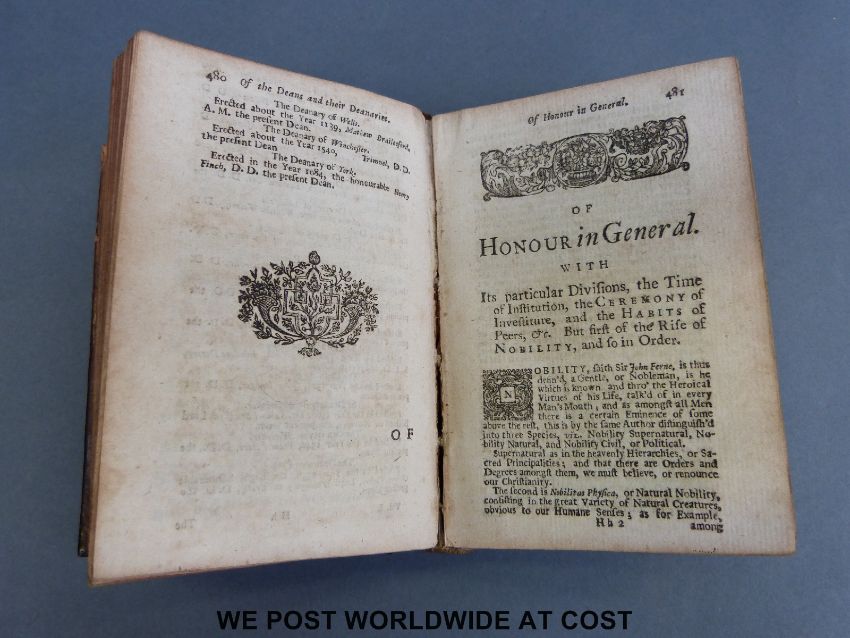 480 Of the Deans and their Deanaries.
The Deanary of Wells.
Erected about the Year 1139, Mathew Brailsford,
A. M. the present Dean.
The Deanary of Winchester.
Erected about the Year 1540, Trimnel, D. D.
the present Dean
The Deanary of York.
Erected in the Year 1084, the honourable Henry
Finch, D. D. the present Dean.
OF
Of Honour in General. 481
OF
HONOUR in General.
WITH
Its particular Divisions, the Time
of Institution, the CEREMONY of
Investiture, and the HABITS of
Peers, &c. But first of the Rise of
NOBILITY, and so in Order.
NOBILITY, saith Sir John Ferne, is thus
defin'd, a Gentle, or Nobleman, is he
which is known and thro' the Heroical
Virtues of his Life, talk'd of in every
Man's Mouth, and as amongst all Men
there is a certain Eminence of some
above the rest, this is by the same Author distinguish'd
into three Species, viz. Nobility Supernatural, No-
bility Natural, and Nobility Civil, or Political.
Supernatural as in the heavenly Hierarchies, or Sa-
cred Principalities; and that there are Orders and
Degrees amongst them, we must believe, or renounce
our Christianity.
The second is Nobilitas Physica, or Natural Nobility,
consisting in the great Variety of Natural Creatures,
obvious to our Humane Senses; as for Example,
Hh 2 among
WE POST WORLDWIDE AT COST